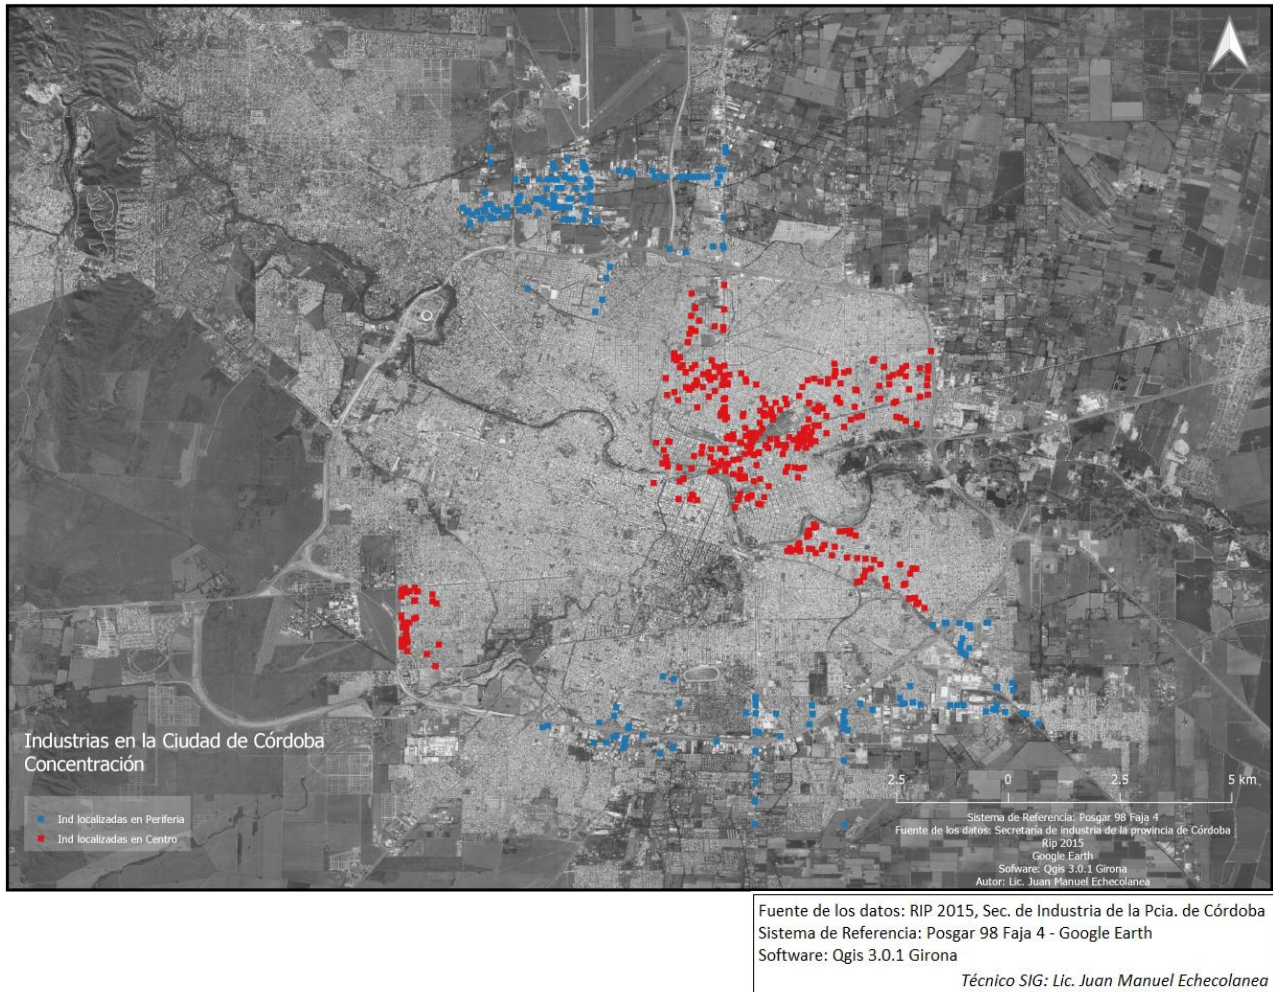 Industrias en la Ciudad de Córdoba
Concentración
Ind localizadas en Periferia
Ind localizadas en Centro
2.5 0 2.5 5 km
Sistema de Referencia: Posgar 98 Faja 4
Fuente de los datos: Secretaría de industria de la provincia de Córdoba
Rip 2015
Google Earth
Sofware: Qgis 3.0.1 Girona
Autor: Lic. Juan Manuel Echecolanea
Fuente de los datos: RIP 2015, Sec. de Industria de la Pcia. de Córdoba
Sistema de Referencia: Posgar 98 Faja 4 - Google Earth
Software: Qgis 3.0.1 Girona
Técnico SIG: Lic. Juan Manuel Echecolanea